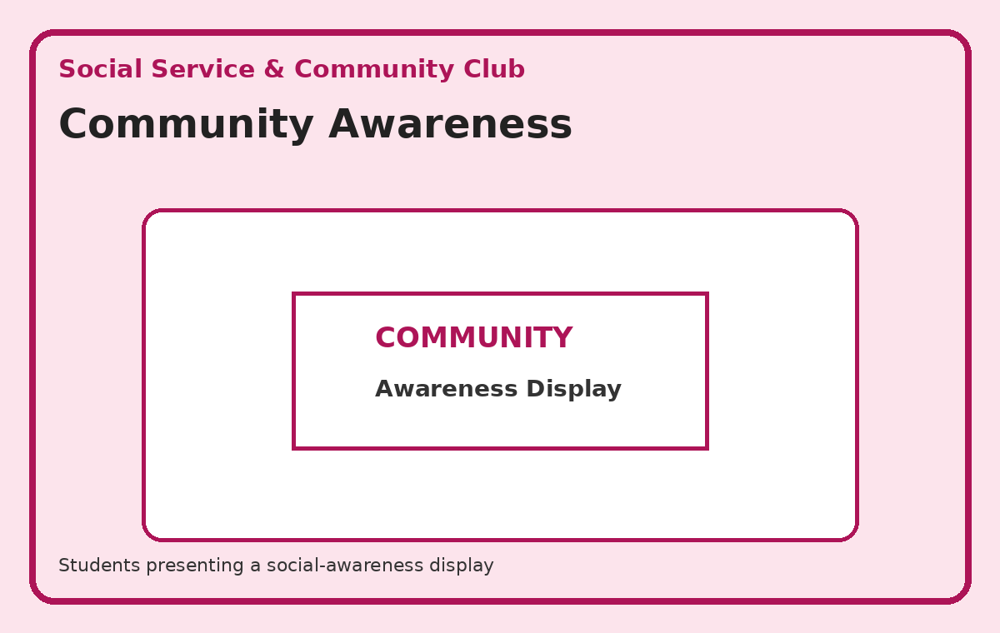 Social Service & Community Club
Community Awareness
COMMUNITY
Awareness Display
Students presenting a social-awareness display